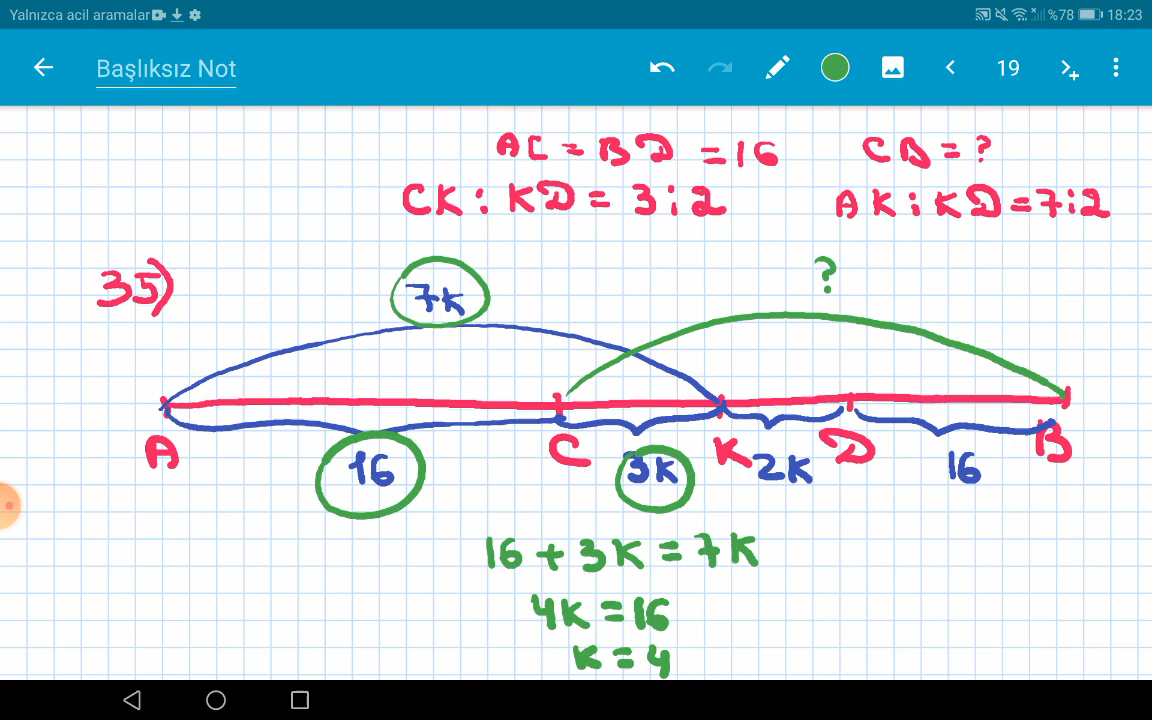 Yalnızca acil aramalar %78 18:23
Başlıksız Not 19
AC = BD = 16 CB = ?
CK : KD = 3 : 2 AK : KD = 7 : 2
35)
?
7k
A C K D B
16 3k 2k 16
16 + 3k = 7k
4k = 16
k = 4